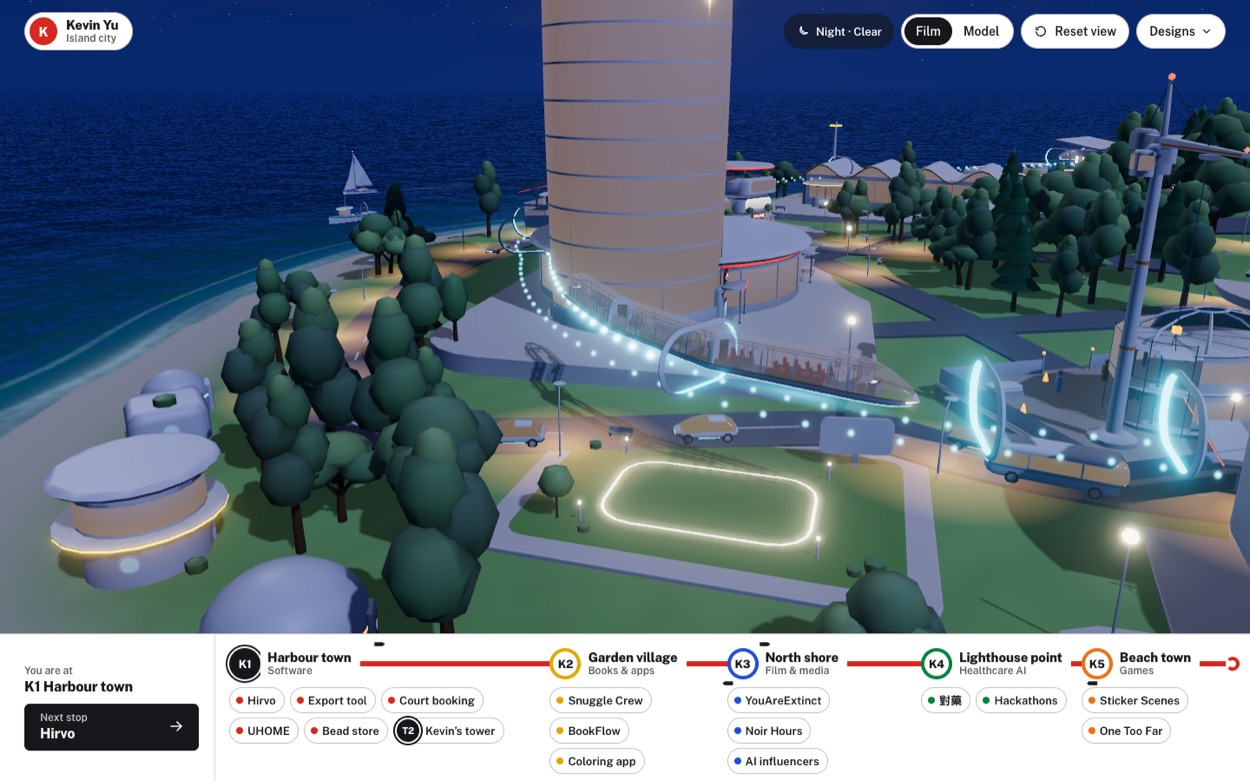 K
Kevin Yu
Island city
Night · Clear
Film
Model
Reset view
Designs
You are at
K1 Harbour town
Next stop
Hirvo
K1
Harbour town
Software
Hirvo
Export tool
Court booking
UHOME
Bead store
T2
Kevin's tower
K2
Garden village
Books & apps
Snuggle Crew
BookFlow
Coloring app
K3
North shore
Film & media
YouAreExtinct
Noir Hours
AI influencers
K4
Lighthouse point
Healthcare AI
對藥
Hackathons
K5
Beach town
Games
Sticker Scenes
One Too Far